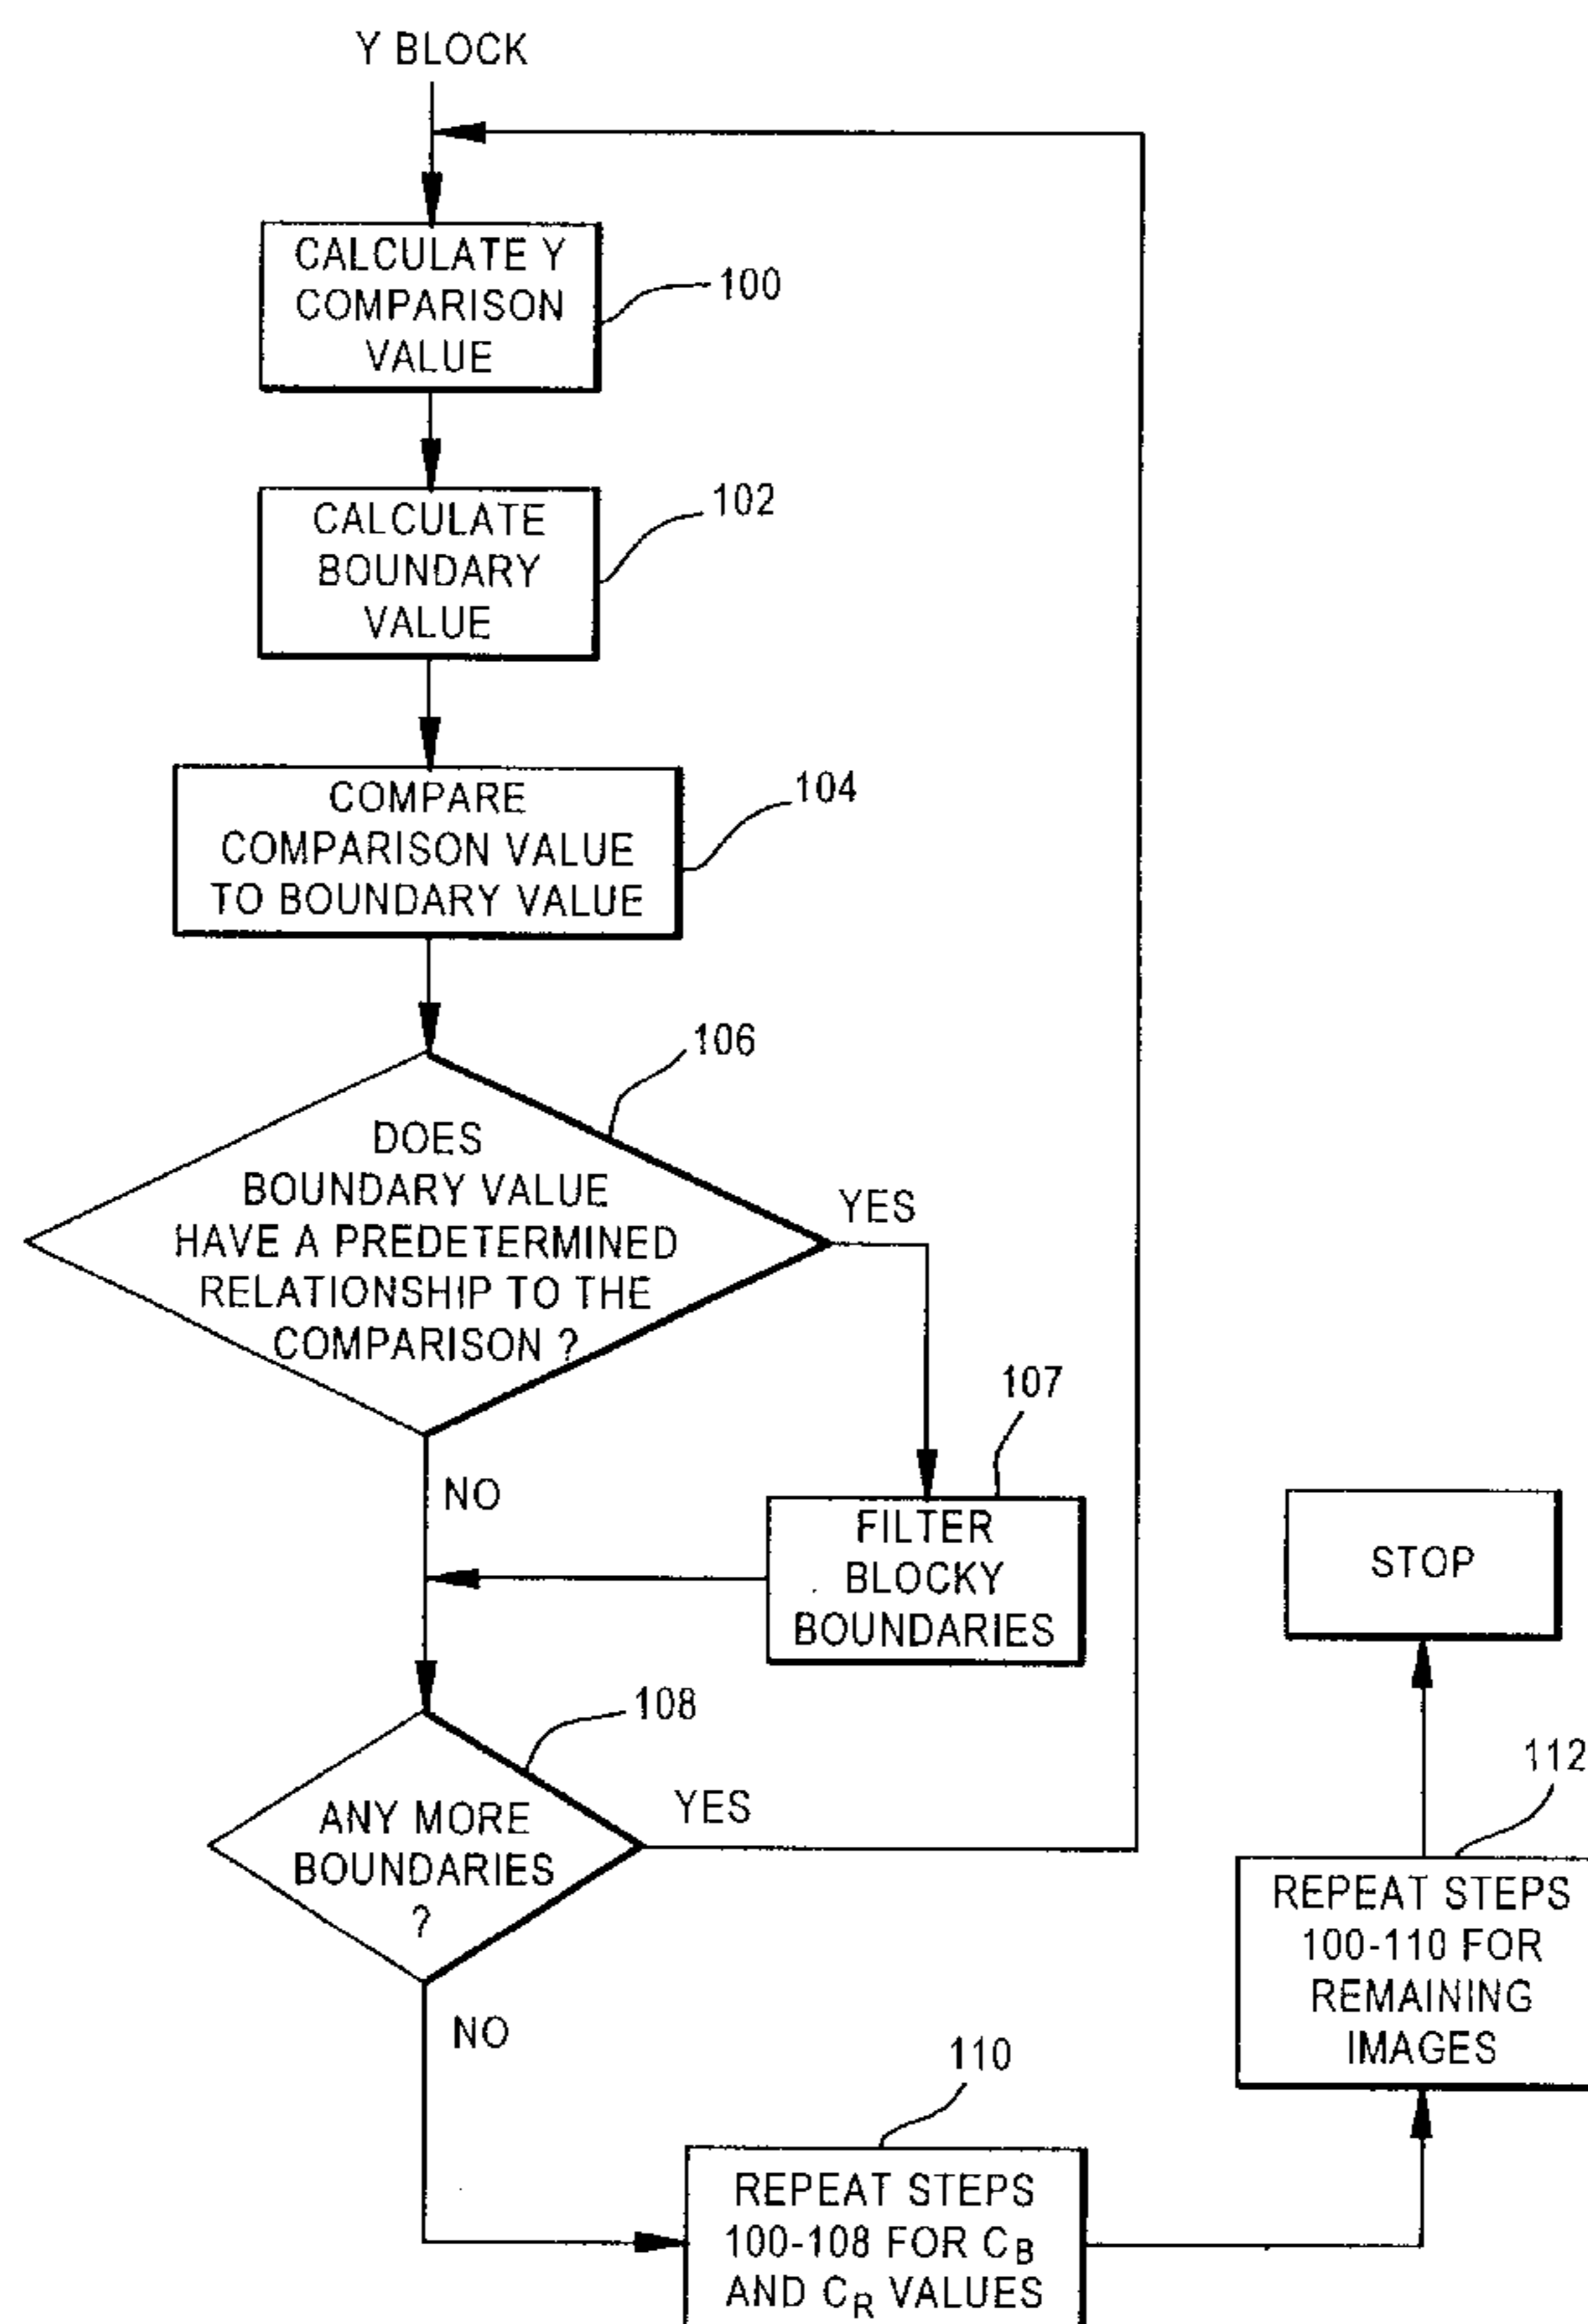 Y BLOCK
CALCULATE Y
COMPARISON
VALUE
100
CALCULATE
BOUNDARY
VALUE
102
COMPARE
COMPARISON VALUE
TO BOUNDARY VALUE
104
106
DOES
BOUNDARY VALUE
HAVE A PREDETERMINED
RELATIONSHIP TO THE
COMPARISON ?
YES
NO
107
FILTER
BLOCKY
BOUNDARIES
STOP
108
ANY MORE
BOUNDARIES
?
YES
NO
112
REPEAT STEPS
100-110 FOR
REMAINING
IMAGES
110
REPEAT STEPS
100-108 FOR CB
AND CR VALUES